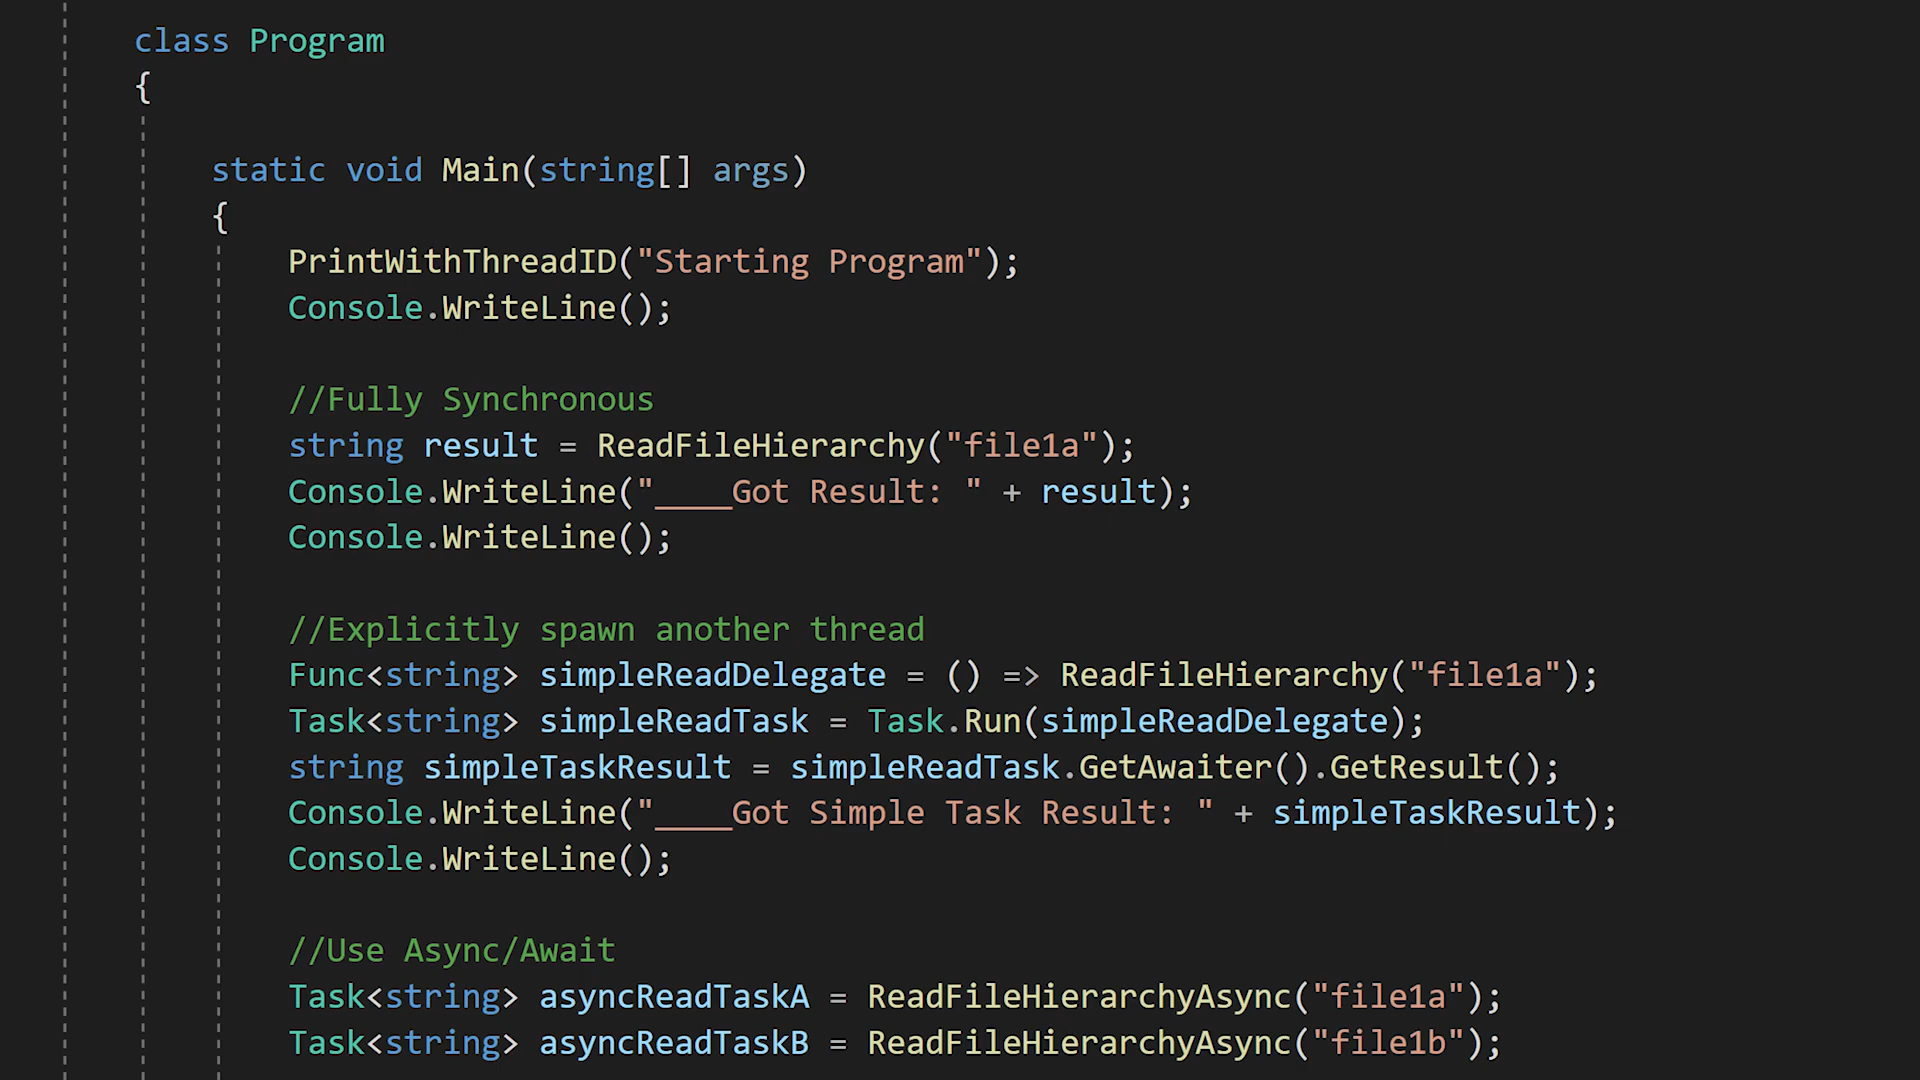 class Program
{
static void Main(string[] args)
{
PrintWithThreadID("Starting Program");
Console.WriteLine();
//Fully Synchronous
string result = ReadFileHierarchy("file1a");
Console.WriteLine("____Got Result: " + result);
Console.WriteLine();
//Explicitly spawn another thread
Func<string> simpleReadDelegate = () => ReadFileHierarchy("file1a");
Task<string> simpleReadTask = Task.Run(simpleReadDelegate);
string simpleTaskResult = simpleReadTask.GetAwaiter().GetResult();
Console.WriteLine("____Got Simple Task Result: " + simpleTaskResult);
Console.WriteLine();
//Use Async/Await
Task<string> asyncReadTaskA = ReadFileHierarchyAsync("file1a");
Task<string> asyncReadTaskB = ReadFileHierarchyAsync("file1b");